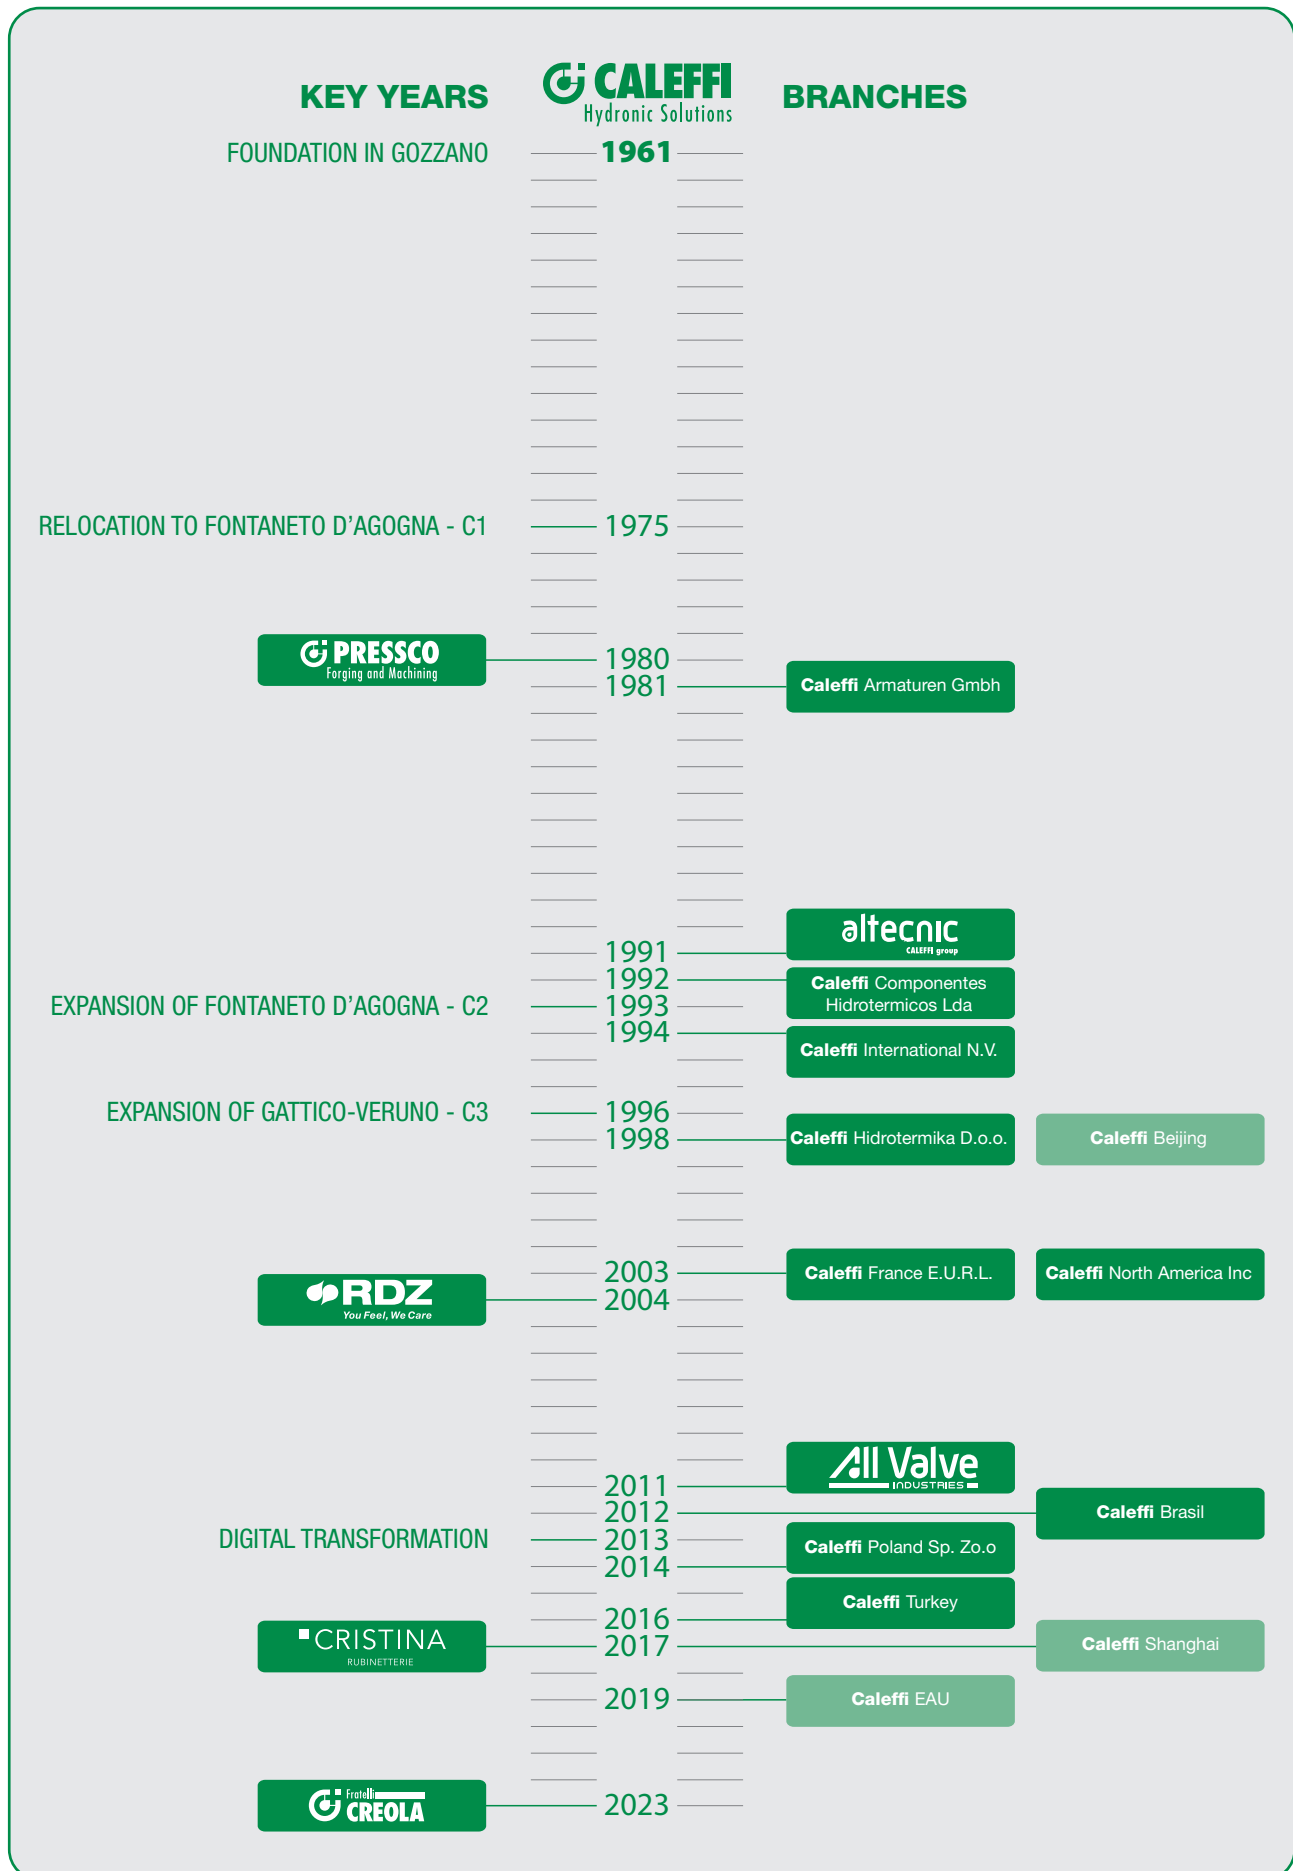 KEY YEARS
CALEFFI
Hydronic Solutions
BRANCHES
FOUNDATION IN GOZZANO
1961
RELOCATION TO FONTANETO D'AGOGNA - C1
1975
PRESSCO
Forging and Machining
1980
1981
Caleffi Armaturen Gmbh
altecnic
CALEFFI group
1991
1992
Caleffi Componentes
Hidrotermicos Lda
EXPANSION OF FONTANETO D'AGOGNA - C2
1993
1994
Caleffi International N.V.
EXPANSION OF GATTICO-VERUNO - C3
1996
1998
Caleffi Hidrotermika D.o.o.
Caleffi Beijing
2003
Caleffi France E.U.R.L.
Caleffi North America Inc
RDZ
You Feel, We Care
2004
All Valve
INDUSTRIES
2011
2012
Caleffi Brasil
DIGITAL TRANSFORMATION
2013
Caleffi Poland Sp. Zo.o
2014
Caleffi Turkey
2016
CRISTINA
RUBINETTERIE
2017
Caleffi Shanghai
2019
Caleffi EAU
Fratelli
CREOLA
2023